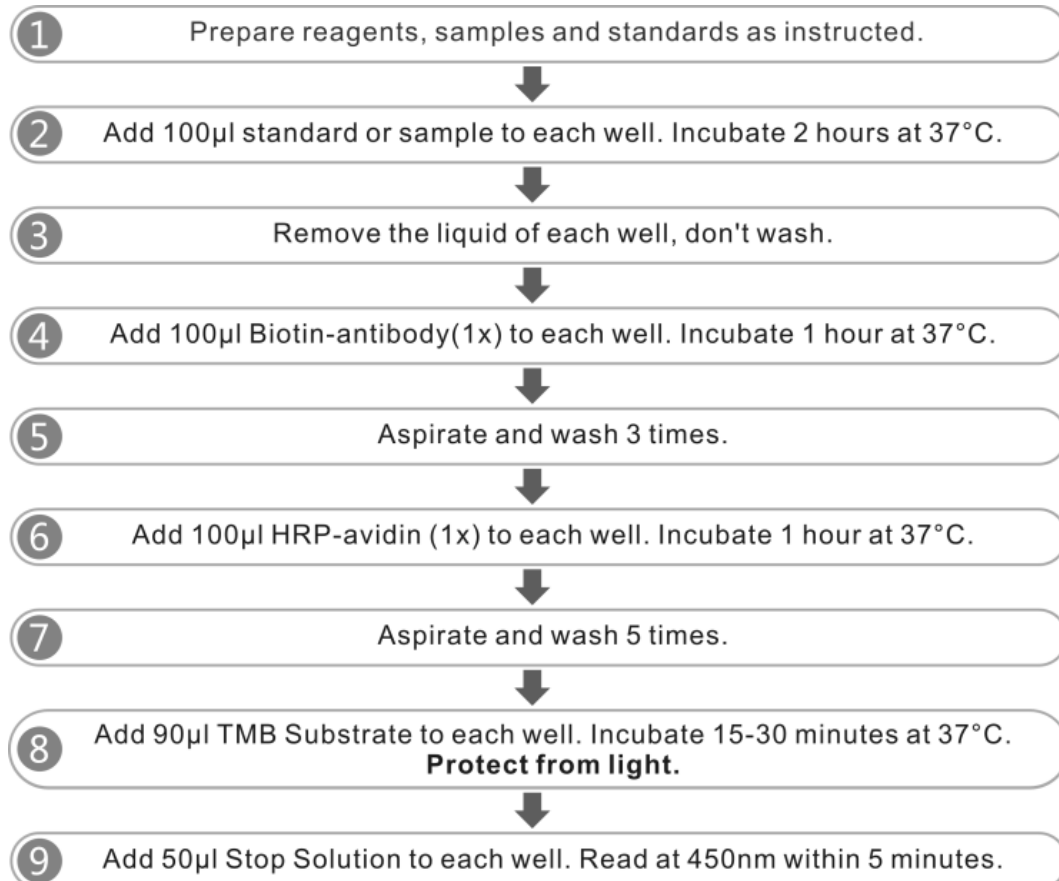 1 Prepare reagents, samples and standards as instructed.
2 Add 100µl standard or sample to each well. Incubate 2 hours at 37°C.
3 Remove the liquid of each well, don't wash.
4 Add 100µl Biotin-antibody(1x) to each well. Incubate 1 hour at 37°C.
5 Aspirate and wash 3 times.
6 Add 100µl HRP-avidin (1x) to each well. Incubate 1 hour at 37°C.
7 Aspirate and wash 5 times.
8 Add 90µl TMB Substrate to each well. Incubate 15-30 minutes at 37°C.
Protect from light.
9 Add 50µl Stop Solution to each well. Read at 450nm within 5 minutes.